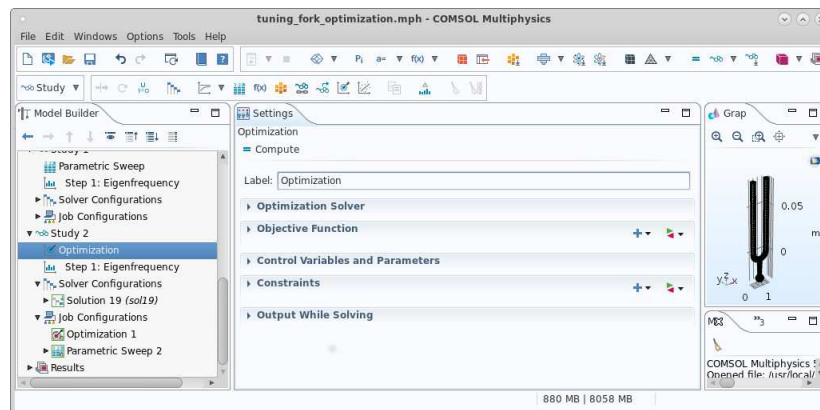 tuning_fork_optimization.mph - COMSOL Multiphysics
File Edit Windows Options Tools Help
Pi a= f(x)
Study f(x)
Model Builder
Settings
Grap
Optimization
Compute
Label: Optimization
Optimization Solver
Objective Function
Control Variables and Parameters
Constraints
Output While Solving
Parametric Sweep
Step 1: Eigenfrequency
Solver Configurations
Job Configurations
Study 2
Optimization
Step 1: Eigenfrequency
Solver Configurations
Solution 19 (sol19)
Job Configurations
Optimization 1
Parametric Sweep 2
Results
0.05
m
0
y z x
0 1
3
COMSOL Multiphysics
Opened file: /usr/local/
880 MB | 8058 MB